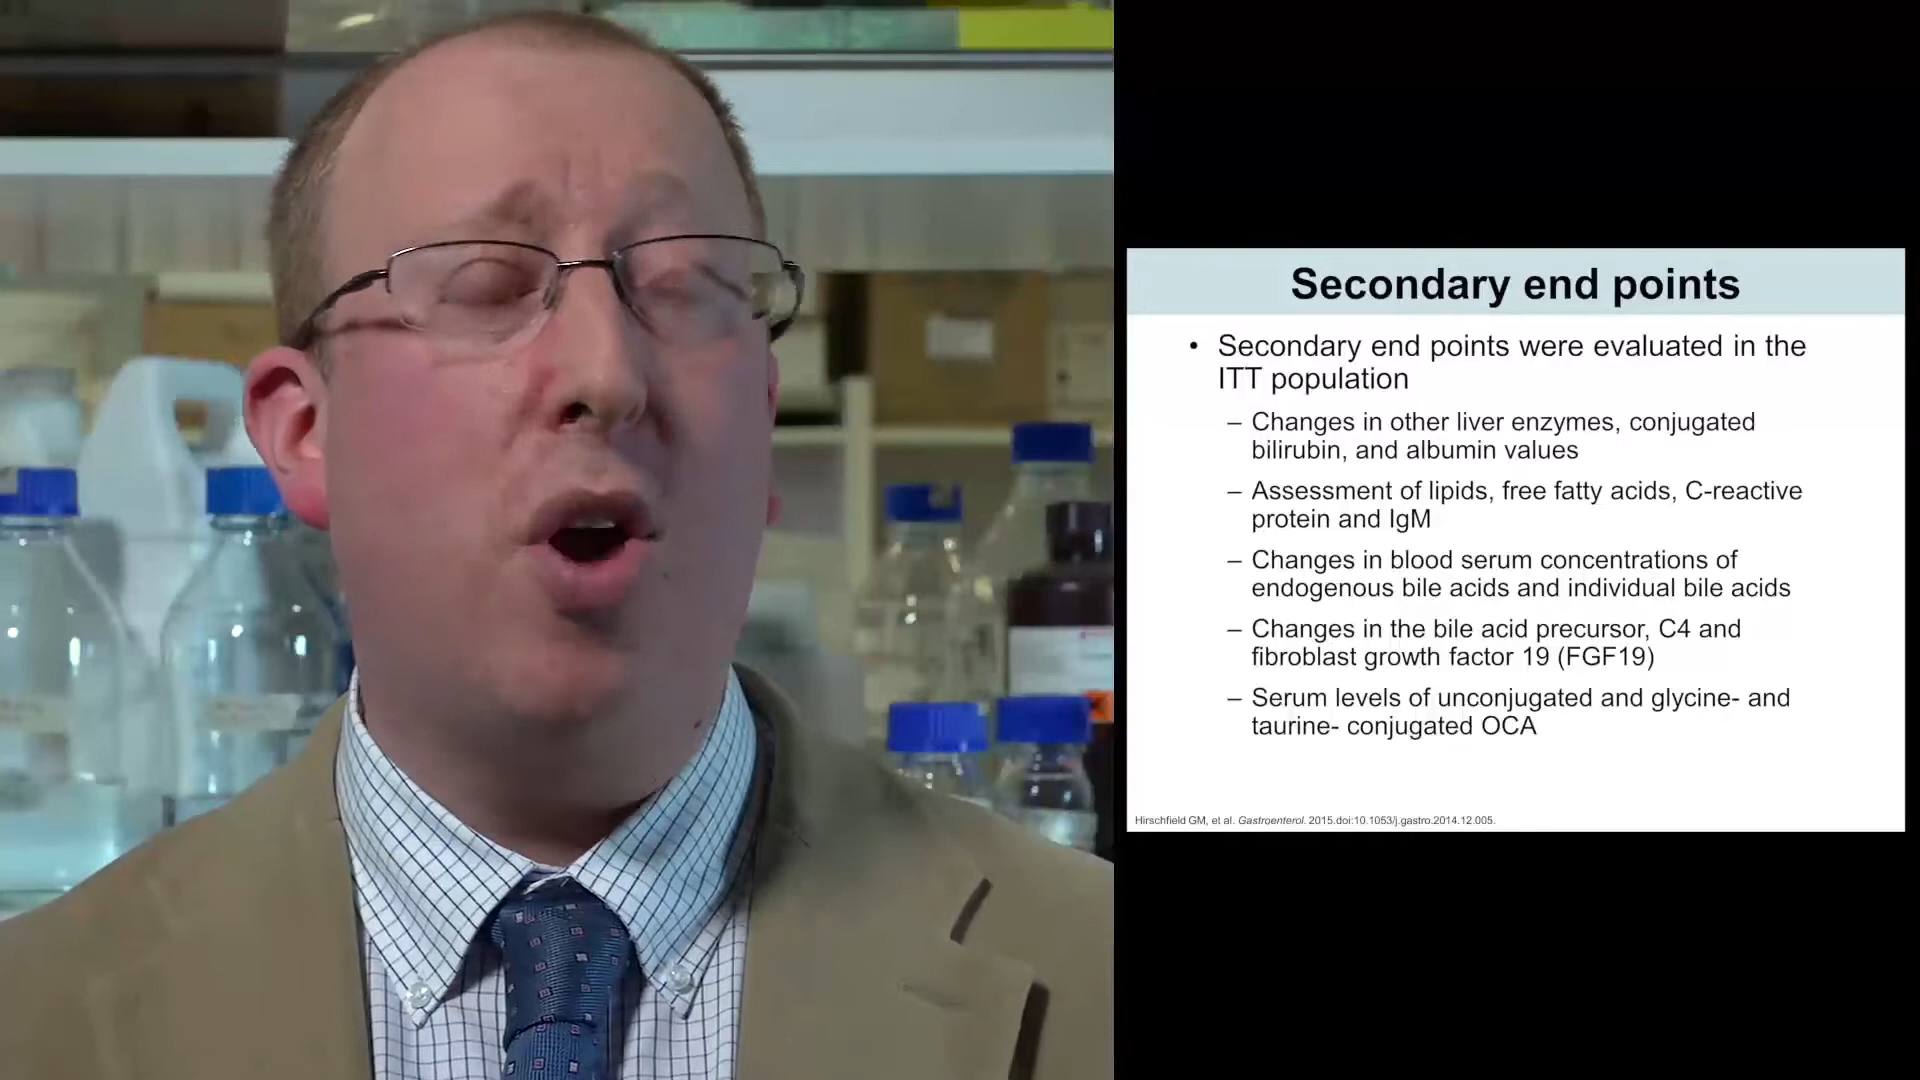 Secondary end points
• Secondary end points were evaluated in the
ITT population
– Changes in other liver enzymes, conjugated
bilirubin, and albumin values
– Assessment of lipids, free fatty acids, C-reactive
protein and IgM
– Changes in blood serum concentrations of
endogenous bile acids and individual bile acids
– Changes in the bile acid precursor, C4 and
fibroblast growth factor 19 (FGF19)
– Serum levels of unconjugated and glycine- and
taurine- conjugated OCA
Hirschfield GM, et al. Gastroenterol. 2015.doi:10.1053/j.gastro.2014.12.005.